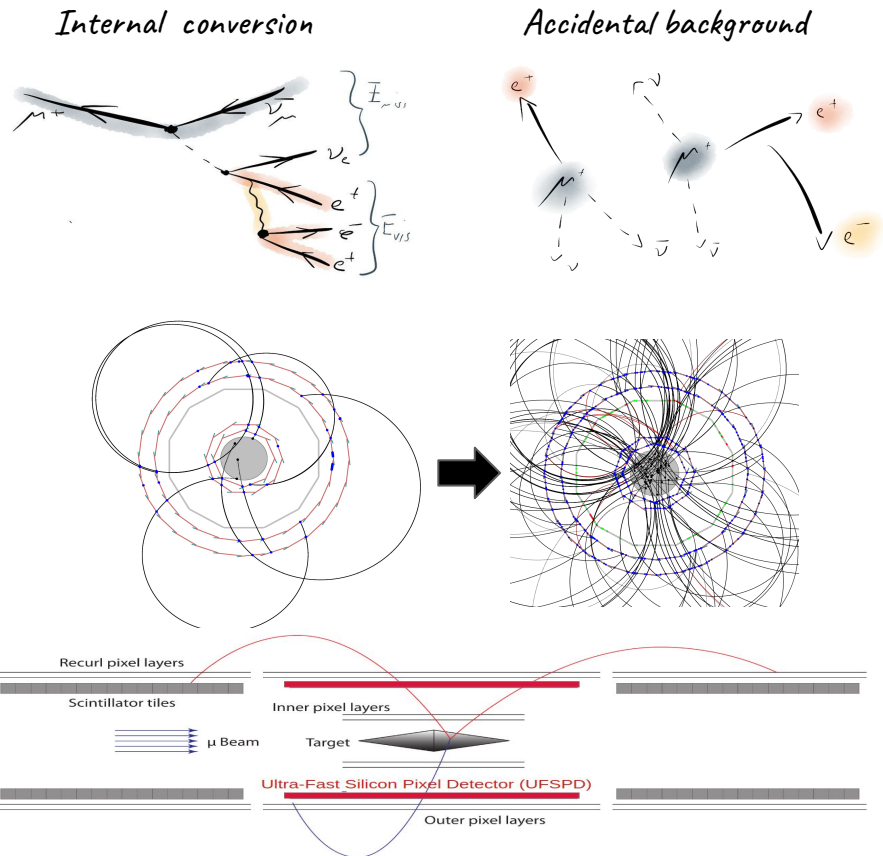 Internal conversion
Accidental background
μ+
ν̄μ
νe
e+
e-
e+
Evis
e+
μ+
ν
ν̄
ν
μ+
ν̄
e+
e-
Recurl pixel layers
Scintillator tiles
Inner pixel layers
μ Beam
Target
Ultra-Fast Silicon Pixel Detector (UFSPD)
Outer pixel layers